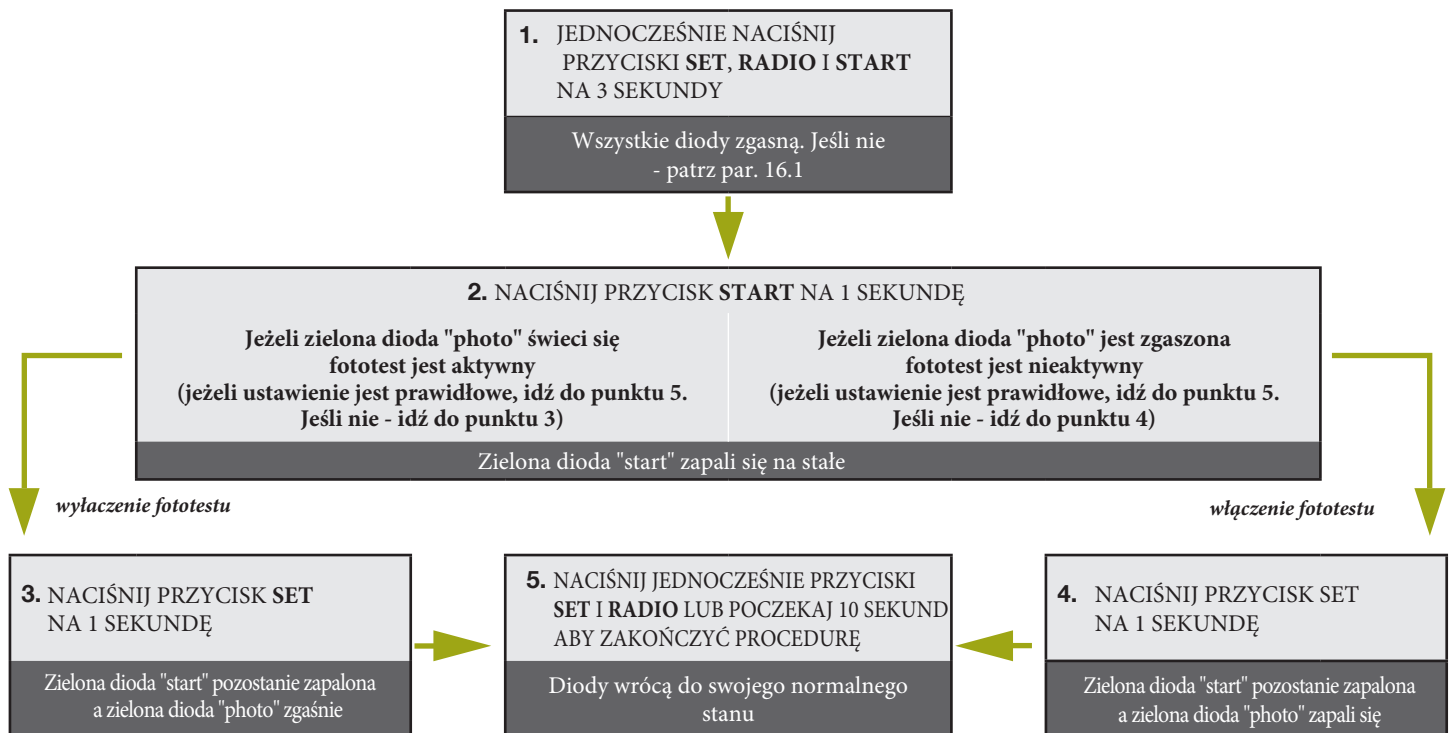 1. JEDNOCZEŚNIE NACIŚNIJ
PRZYCISKI SET, RADIO I START
NA 3 SEKUNDY
Wszystkie diody zgasną. Jeśli nie
- patrz par. 16.1
2. NACIŚNIJ PRZYCISK START NA 1 SEKUNDĘ
Jeżeli zielona dioda "photo" świeci się
fototest jest aktywny
(jeżeli ustawienie jest prawidłowe, idź do punktu 5.
Jeśli nie - idź do punktu 3)
Jeżeli zielona dioda "photo" jest zgaszona
fototest jest nieaktywny
(jeżeli ustawienie jest prawidłowe, idź do punktu 5.
Jeśli nie - idź do punktu 4)
Zielona dioda "start" zapali się na stałe
wyłaczenie fototestu
włączenie fototestu
3. NACIŚNIJ PRZYCISK SET
NA 1 SEKUNDĘ
Zielona dioda "start" pozostanie zapalona
a zielona dioda "photo" zgaśnie
5. NACIŚNIJ JEDNOCZEŚNIE PRZYCISKI
SET I RADIO LUB POCZEKAJ 10 SEKUND
ABY ZAKOŃCZYĆ PROCEDURĘ
Diody wrócą do swojego normalnego
stanu
4. NACIŚNIJ PRZYCISK SET
NA 1 SEKUNDĘ
Zielona dioda "start" pozostanie zapalona
a zielona dioda "photo" zapali się